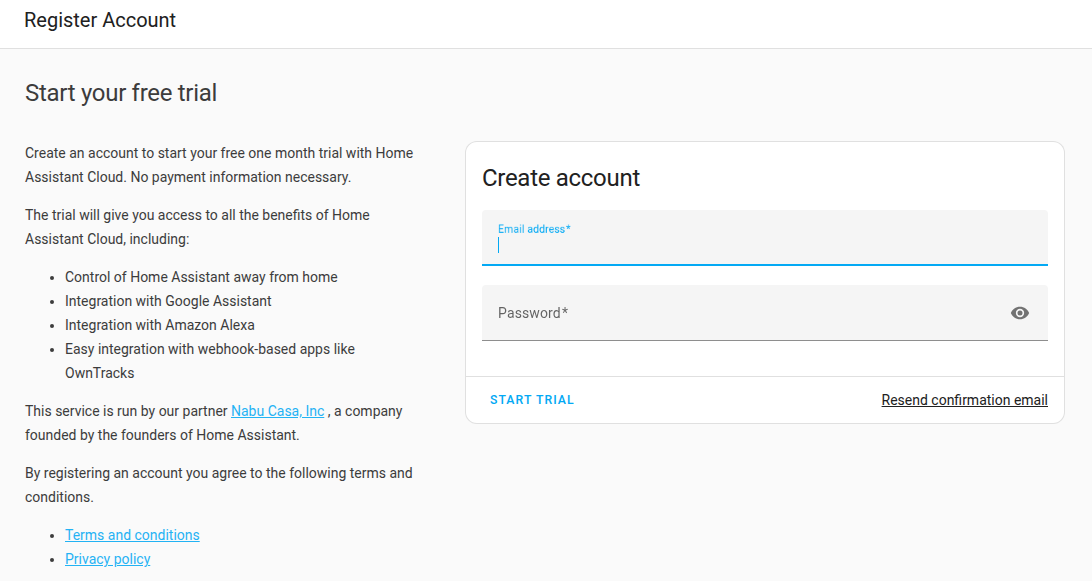 Register Account
Start your free trial
Create an account to start your free one month trial with Home
Assistant Cloud. No payment information necessary.
The trial will give you access to all the benefits of Home
Assistant Cloud, including:
• Control of Home Assistant away from home
• Integration with Google Assistant
• Integration with Amazon Alexa
• Easy integration with webhook-based apps like
OwnTracks
This service is run by our partner Nabu Casa, Inc , a company
founded by the founders of Home Assistant.
By registering an account you agree to the following terms and
conditions.
• Terms and conditions
• Privacy policy
Create account
Email address*
Password*
START TRIAL
Resend confirmation email